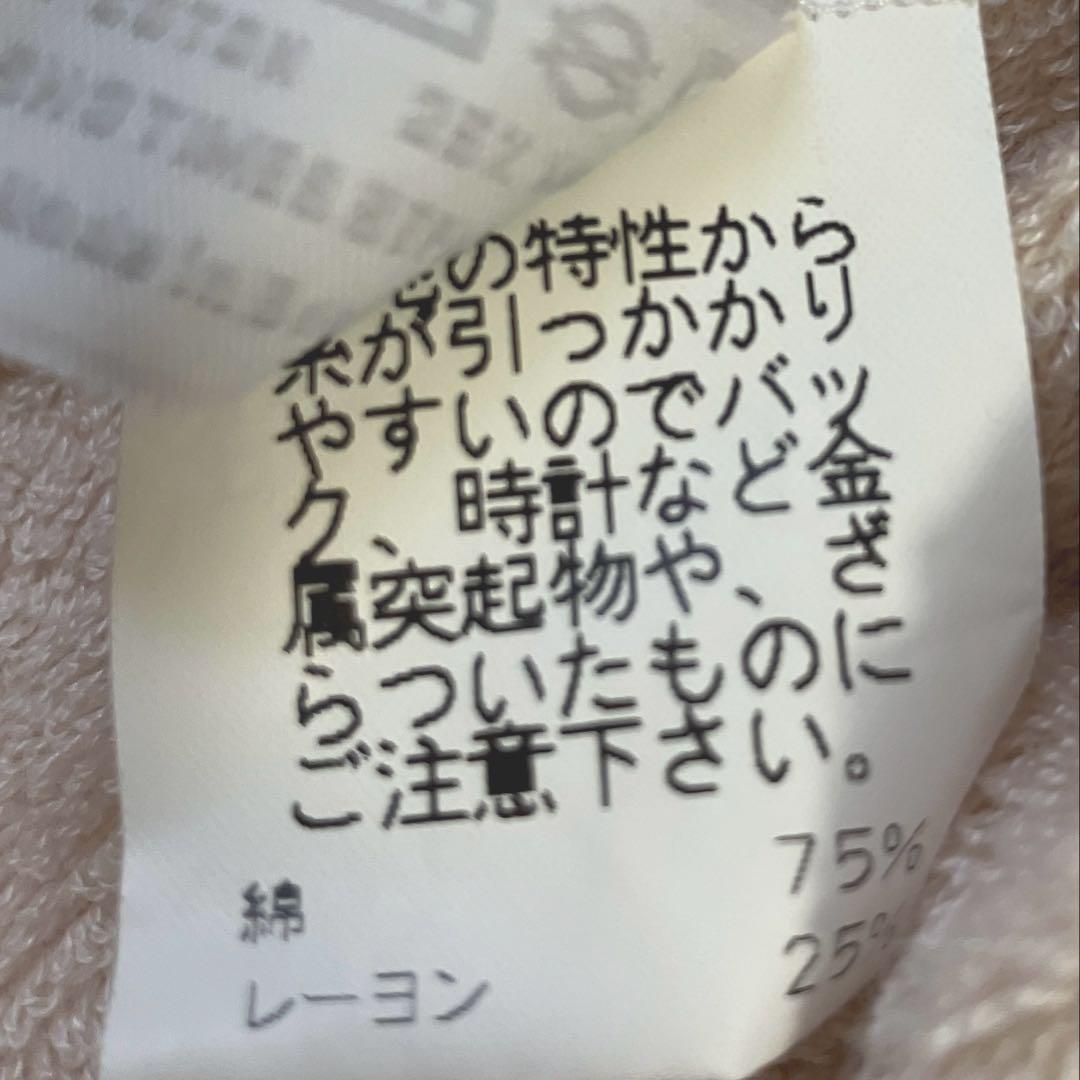 の特性から
糸が引っかかり
やすいのでバッ
ク、時計など金
属突起物や、ざ
らついたものに
ご注意下さい。
綿 75%
レーヨン 25%